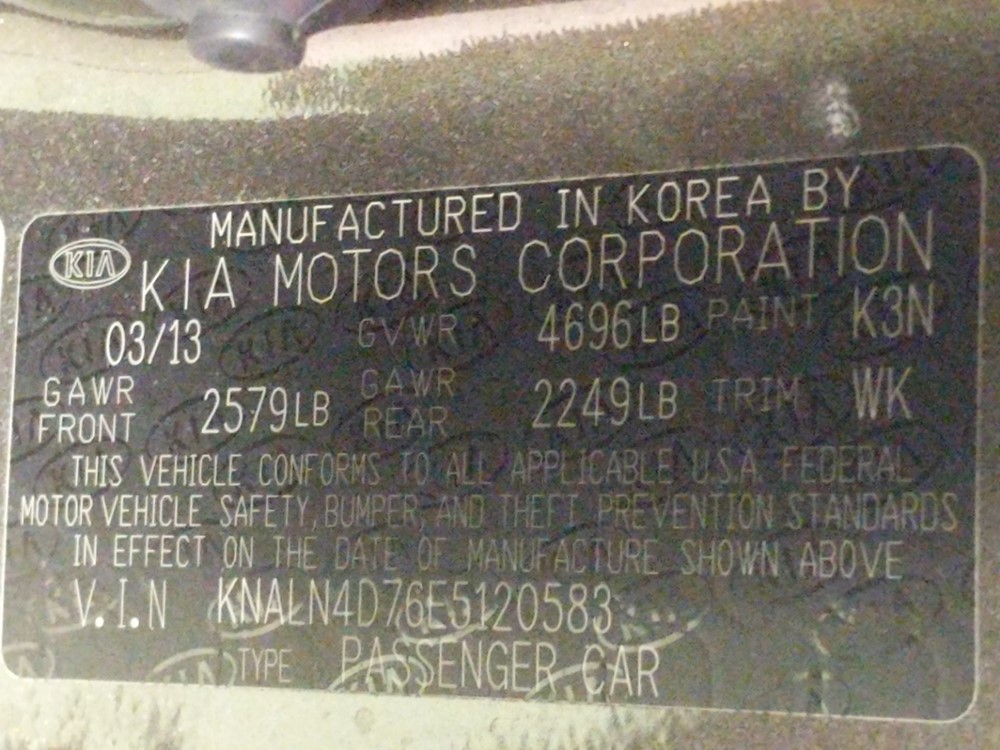 MANUFACTURED IN KOREA BY
KIA KIA MOTORS CORPORATION
03/13 GVWR 4696LB PAINT K3N
GAWR FRONT 2579LB GAWR REAR 2249LB TRIM WK
THIS VEHICLE CONFORMS TO ALL APPLICABLE U.S.A. FEDERAL
MOTOR VEHICLE SAFETY, BUMPER, AND THEFT PREVENTION STANDARDS
IN EFFECT ON THE DATE OF MANUFACTURE SHOWN ABOVE
V.I.N KNALN4D76E5120583
TYPE PASSENGER CAR